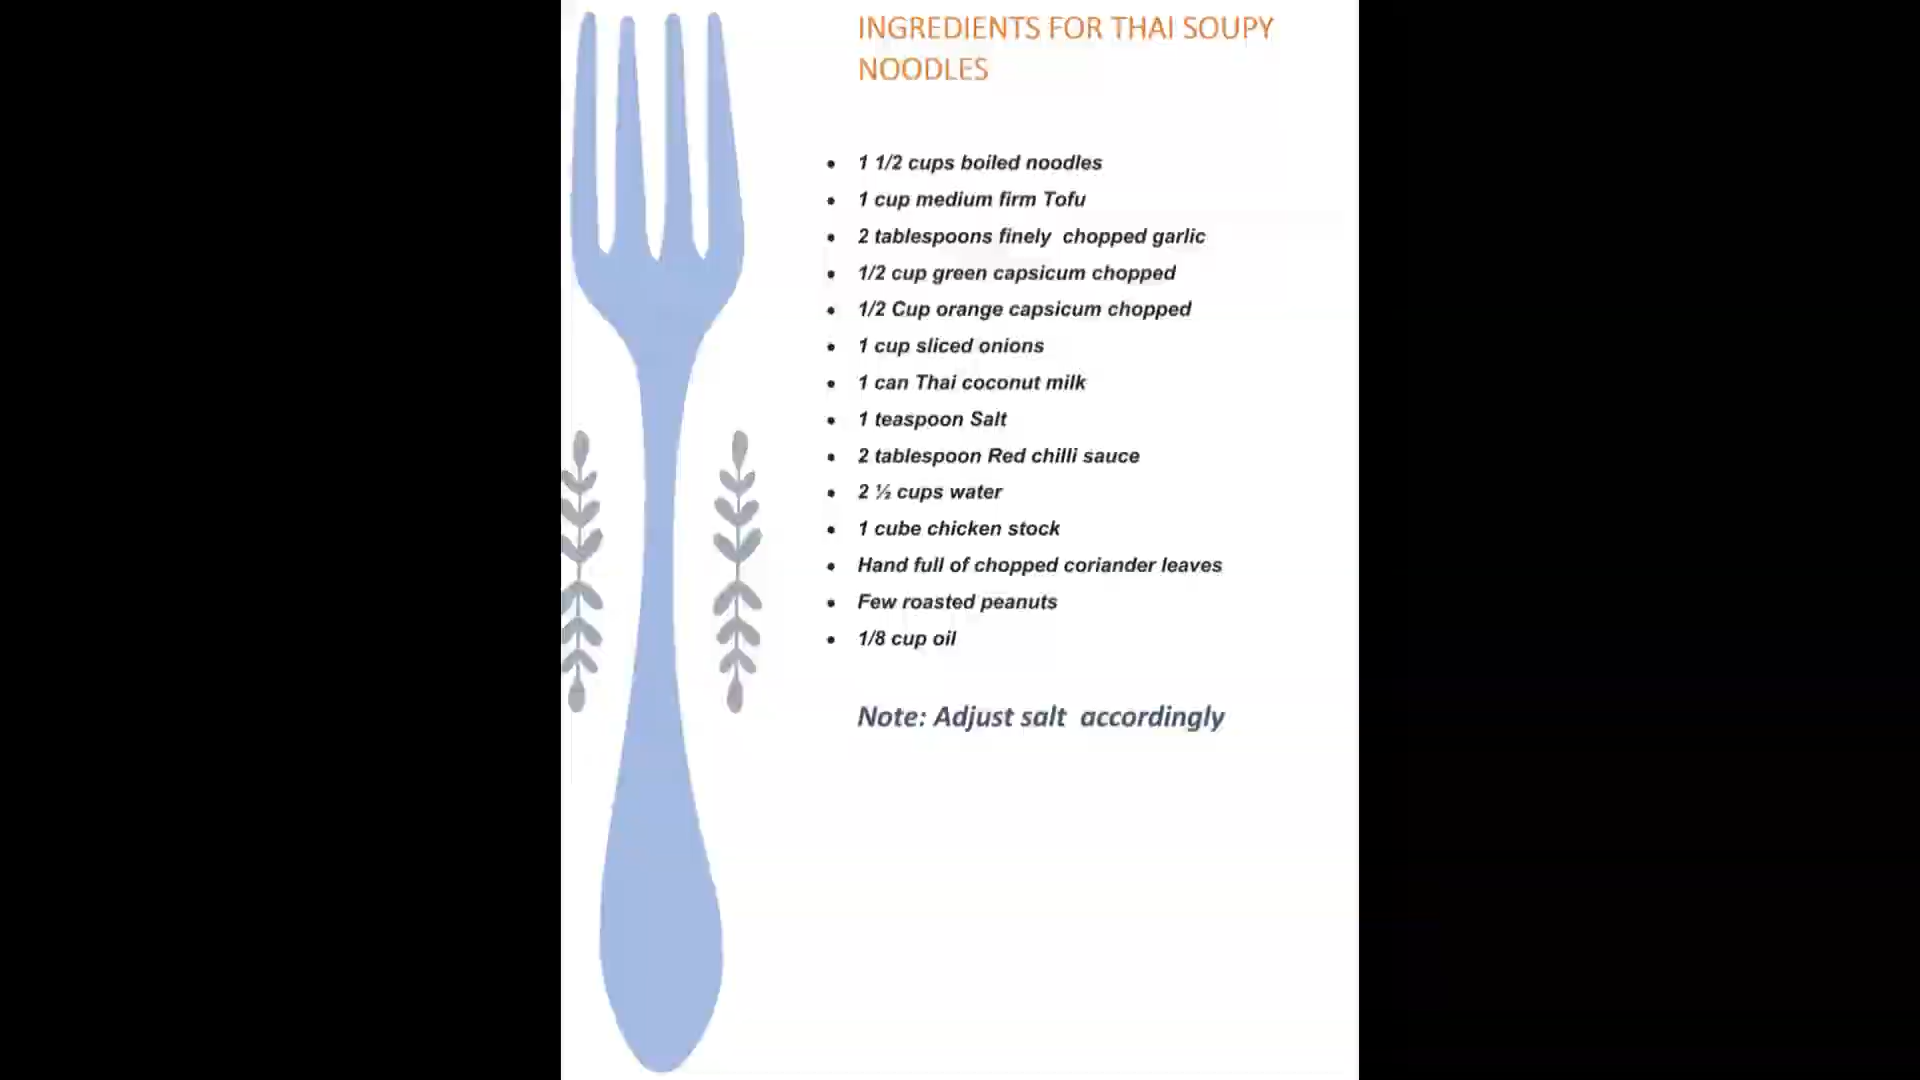 INGREDIENTS FOR THAI SOUPY
NOODLES
• 1 1/2 cups boiled noodles
• 1 cup medium firm Tofu
• 2 tablespoons finely  chopped garlic
• 1/2 cup green capsicum chopped
• 1/2 Cup orange capsicum chopped
• 1 cup sliced onions
• 1 can Thai coconut milk
• 1 teaspoon Salt
• 2 tablespoon Red chilli sauce
• 2 ½ cups water
• 1 cube chicken stock
• Hand full of chopped coriander leaves
• Few roasted peanuts
• 1/8 cup oil
Note: Adjust salt  accordingly